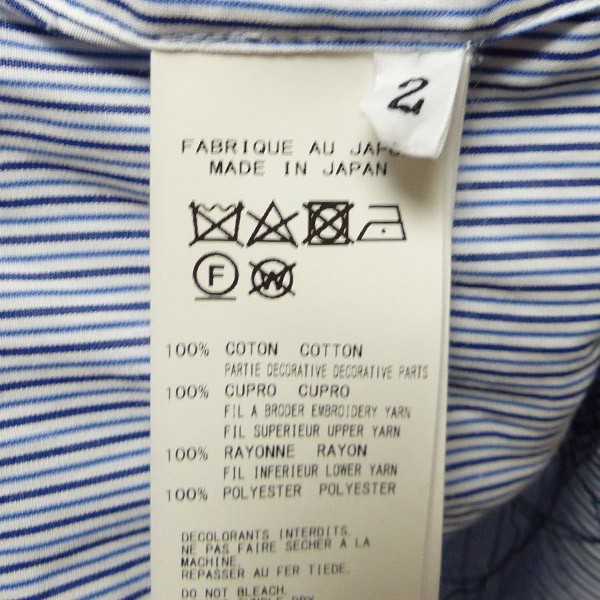 2
FABRIQUE AU
MADE IN JAPAN
F
W
100% COTON COTTON
PARTIE DECORATIVE DECORATIVE PARTS
100% CUPRO CUPRO
FIL A BRODER EMBROIDERY YARN
FIL SUPERIEUR UPPER YARN
100% RAYONNE RAYON
FIL INFERIEUR LOWER YARN
100% POLYESTER POLYESTER
DECOLORANTS INTERDITS.
NE PAS FAIRE SECHER A LA
MACHINE.
REPASSER AU FER TIEDE.
DO NOT BLEACH.